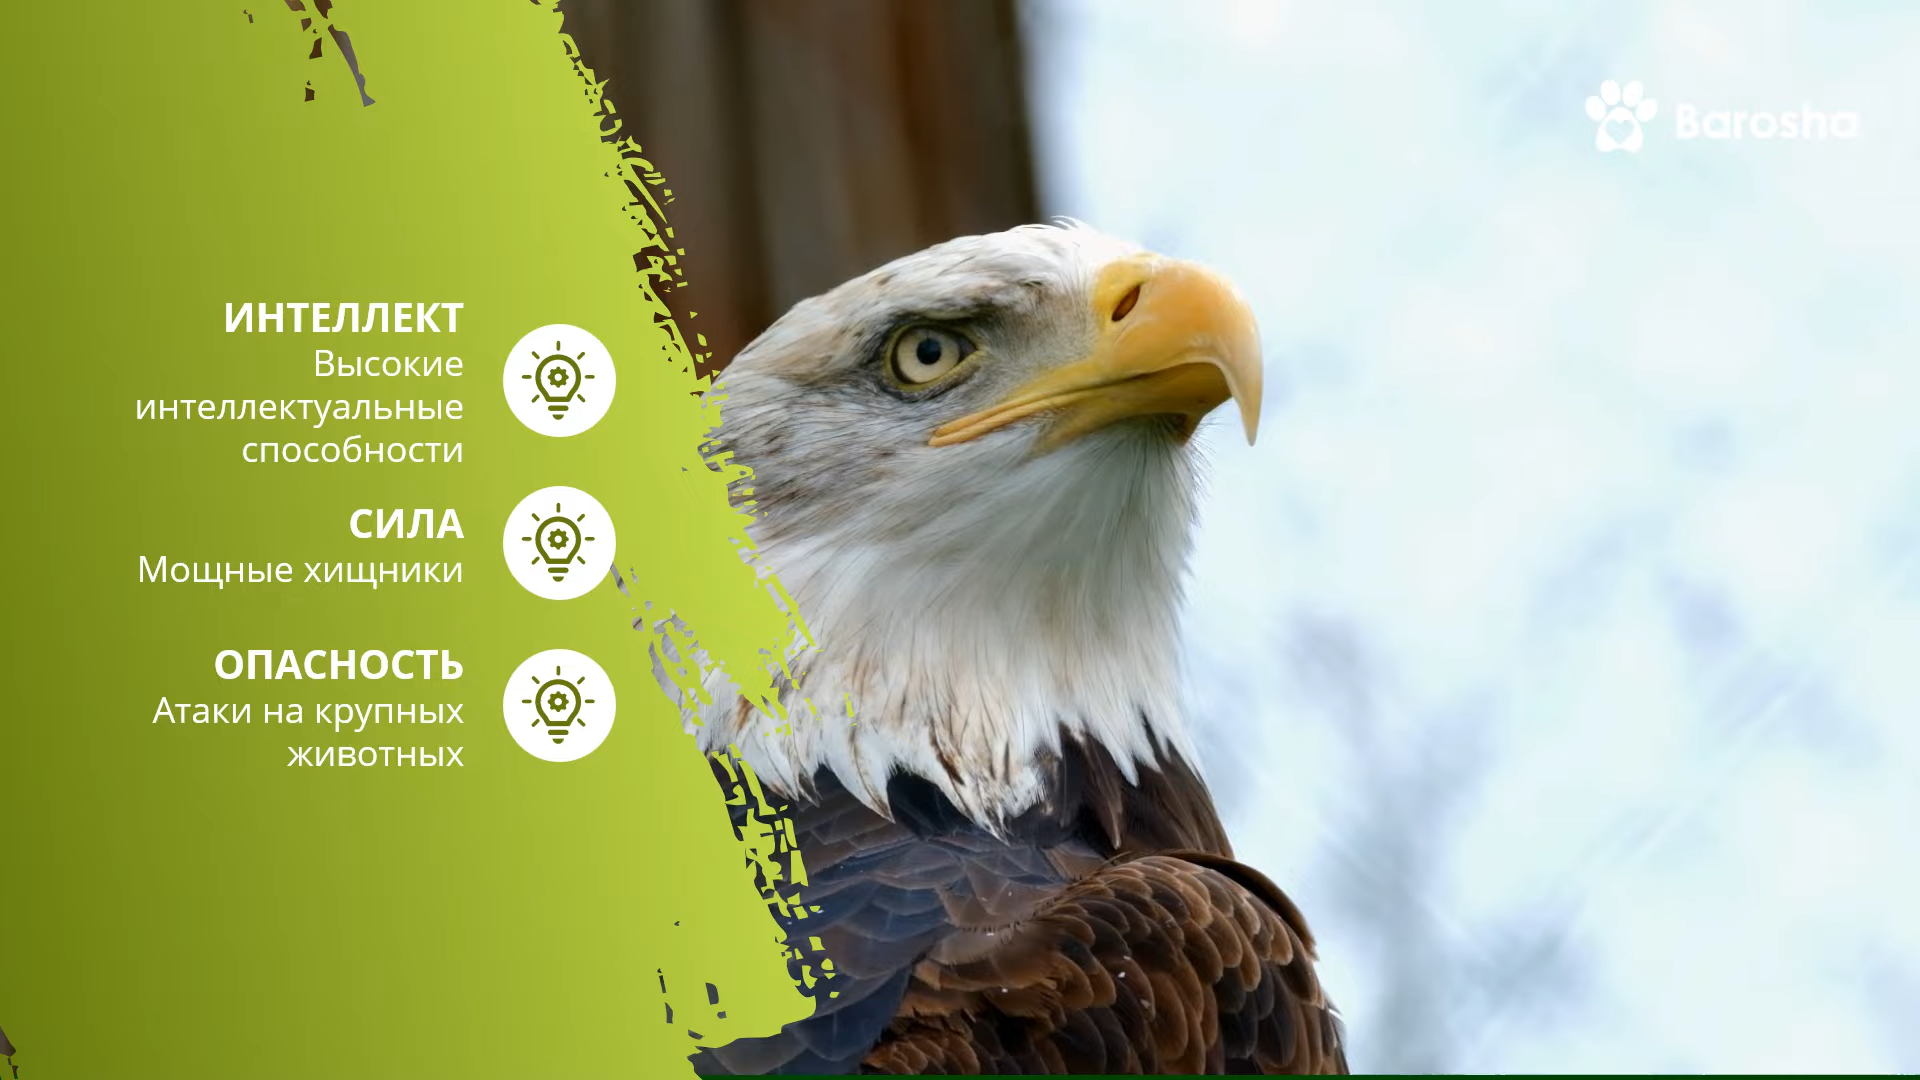 Barosha
ИНТЕЛЛЕКТ
Высокие
интеллектуальные
способности
СИЛА
Мощные хищники
ОПАСНОСТЬ
Атаки на крупных
животных